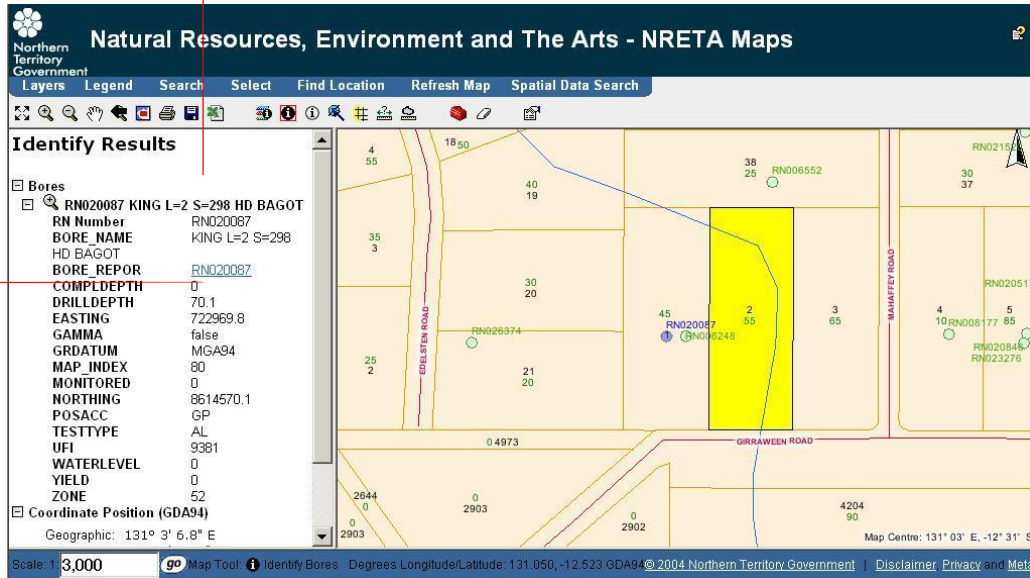 Northern
Territory
Government
Natural Resources, Environment and The Arts - NRETA Maps
Layers Legend Search Select Find Location Refresh Map Spatial Data Search
Identify Results
Bores
RN020087 KING L=2 S=298 HD BAGOT
RN Number RN020087
BORE_NAME KING L=2 S=298
HD BAGOT
BORE_REPOR RN020087
COMPLDEPTH 0
DRILLDEPTH 70.1
EASTING 722969.8
GAMMA false
GRDATUM MGA94
MAP_INDEX 80
MONITORED 0
NORTHING 8614570.1
POSACC GP
TESTTYPE AL
UFI 9381
WATERLEVEL 0
YIELD 0
ZONE 52
Coordinate Position (GDA94)
Geographic: 131° 3' 6.8" E
4
55
18 50
40
19
38
25
RN006552
30
37
35
3
30
20
EDELSTEN ROAD
RN026374
25
2
21
20
45
RN020087
1
RN006248
2
55
3
65
MAHAFFEY ROAD
4
10
RN008177
5
85
RN020846
RN023276
0 4973
GIRRAWEEN ROAD
2644
0
0
2903
0
2903
0
2902
4204
90
Map Centre: 131° 03' E, -12° 31' S
Scale: 1: 3,000 go Map Tool: Identify Bores Degrees Longitude/Latitude: 131.050, -12.523 GDA94 © 2004 Northern Territory Government | Disclaimer Privacy and